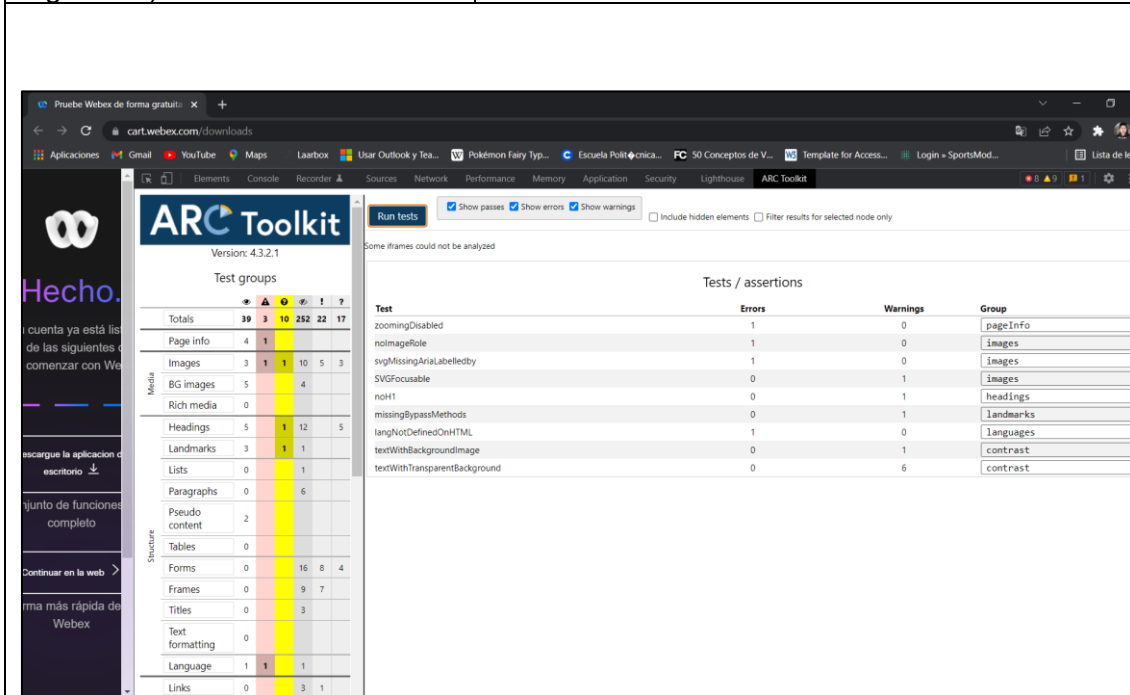 Pruebe Webex de forma gratuita
cart.webex.com/downloads
Aplicaciones Gmail YouTube Maps Laarbox Usar Outlook y Tea... Pokémon Fairy Typ... Escuela Polit�cnica... 50 Conceptos de V... Template for Access... Login » SportsMod... Lista de le
Elements Console Recorder Sources Network Performance Memory Application Security Lighthouse ARC Toolkit 8 9 1
Hecho.
cuenta ya está list
de las siguientes o
comenzar con We
escargue la aplicacion d
escritorio
njunto de funciones
completo
Continuar en la web
rma más rápida de
Webex
ARC Toolkit
Version: 4.3.2.1
Test groups
! ?
Totals 39 3 10 252 22 17
Page info 4 1
Media
Images 3 1 1 10 5 3
BG images 5 4
Rich media 0
Structure
Headings 5 1 12 5
Landmarks 3 1 1
Lists 0 1
Paragraphs 0 6
Pseudo
content 2
Tables 0
Forms 0 16 8 4
Frames 0 9 7
Titles 0 3
Text
formatting 0
Language 1 1 1
Links 0 3 1
Run tests Show passes Show errors Show warnings Include hidden elements Filter results for selected node only
Some iframes could not be analyzed
Tests / assertions
Test Errors Warnings Group
zoomingDisabled 1 0 pageInfo
noImageRole 1 0 images
svgMissingAriaLabelledby 1 0 images
SVGFocusable 0 1 images
noH1 0 1 headings
missingBypassMethods 0 1 landmarks
langNotDefinedOnHTML 1 0 languages
textWithBackgroundImage 0 1 contrast
textWithTransparentBackground 0 6 contrast